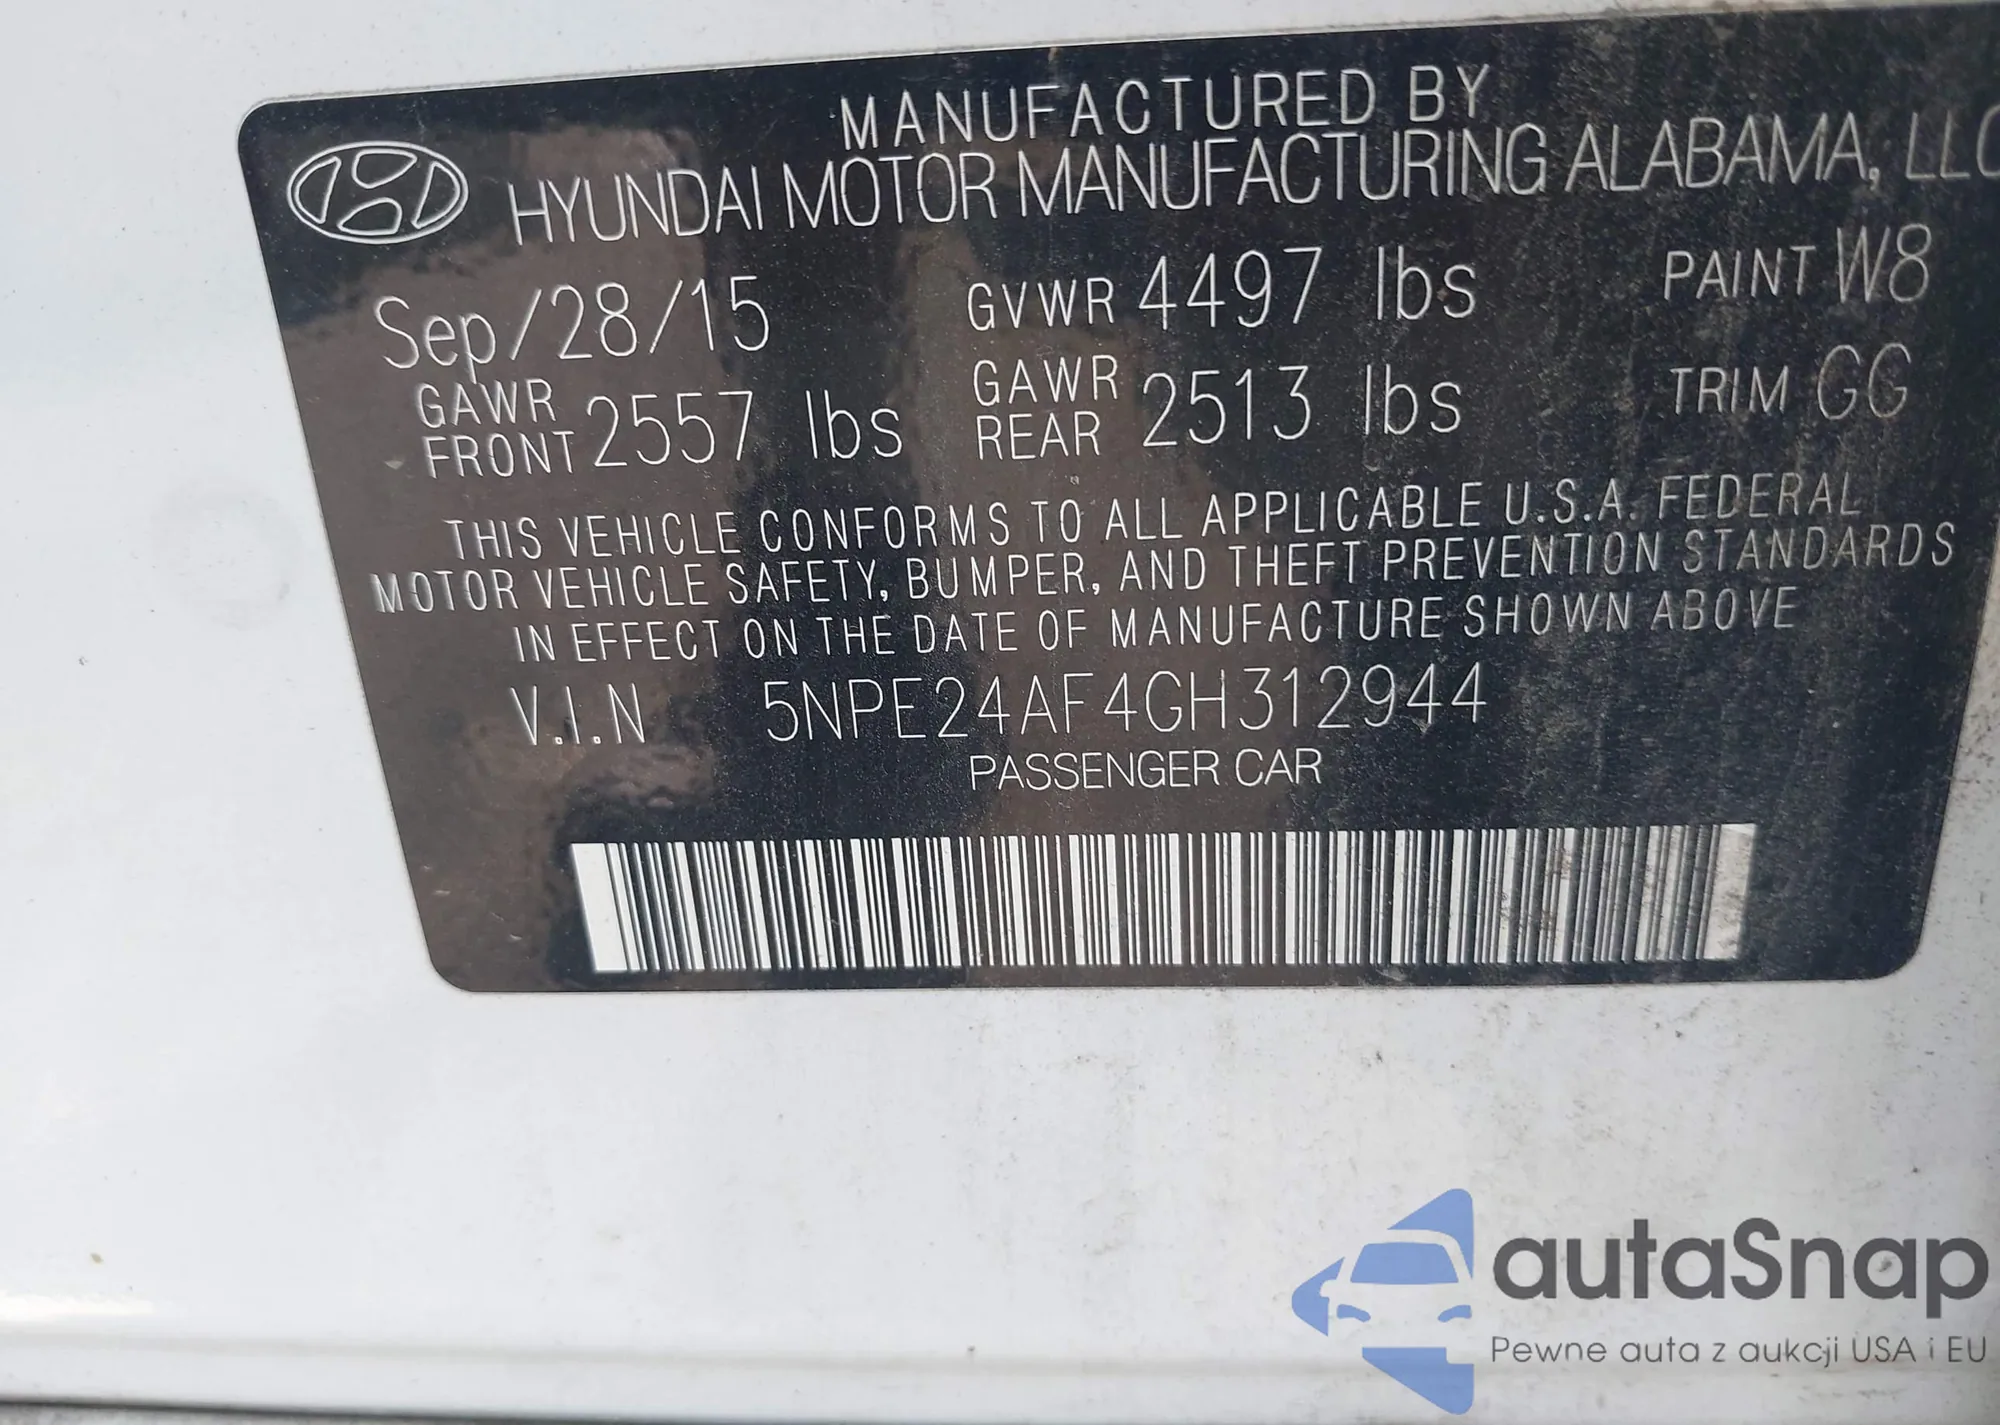 MANUFACTURED BY
HYUNDAI MOTOR MANUFACTURING ALABAMA, LLC
Sep/28/15 GVWR 4497 lbs PAINT W8
GAWR FRONT 2557 lbs GAWR REAR 2513 lbs TRIM GG
THIS VEHICLE CONFORMS TO ALL APPLICABLE U.S.A. FEDERAL
MOTOR VEHICLE SAFETY, BUMPER, AND THEFT PREVENTION STANDARDS
IN EFFECT ON THE DATE OF MANUFACTURE SHOWN ABOVE
V.I.N 5NPE24AF4GH312944
PASSENGER CAR
autaSnap
Pewne auta z aukcji USA i EU